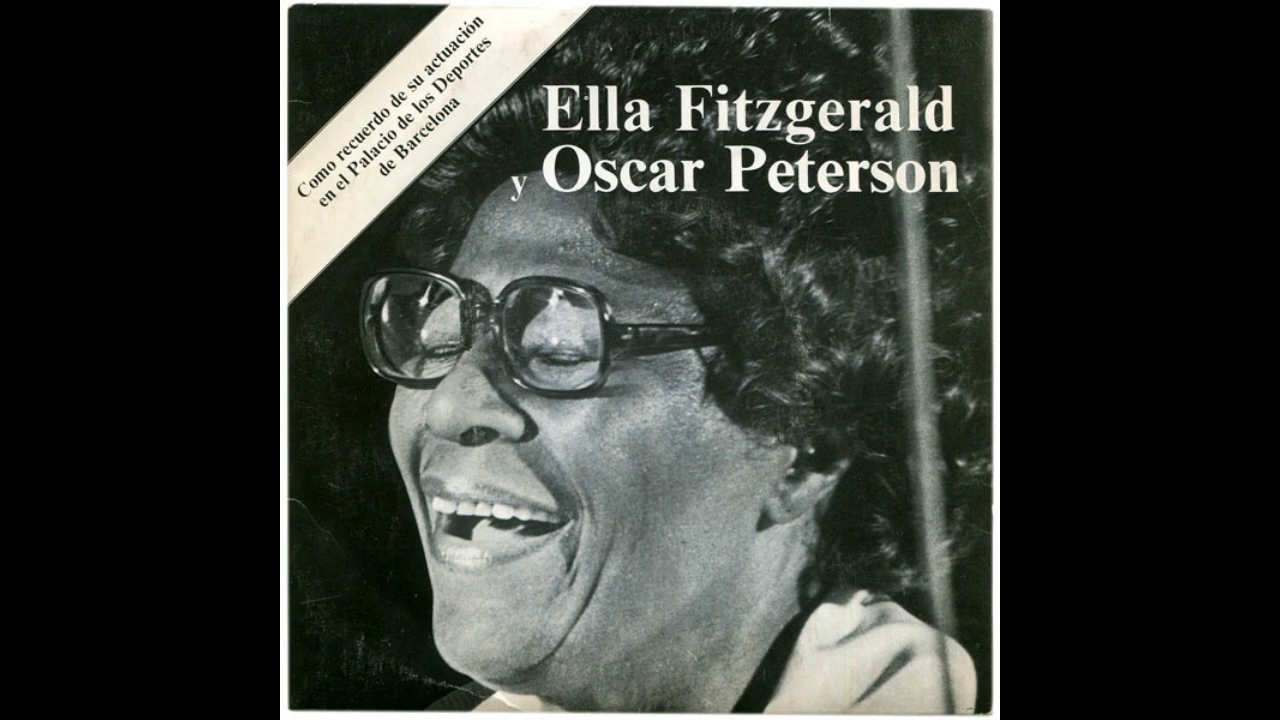 Como recuerdo de su actuación
en el Palacio de los Deportes
de Barcelona
Ella Fitzgerald
y Oscar Peterson